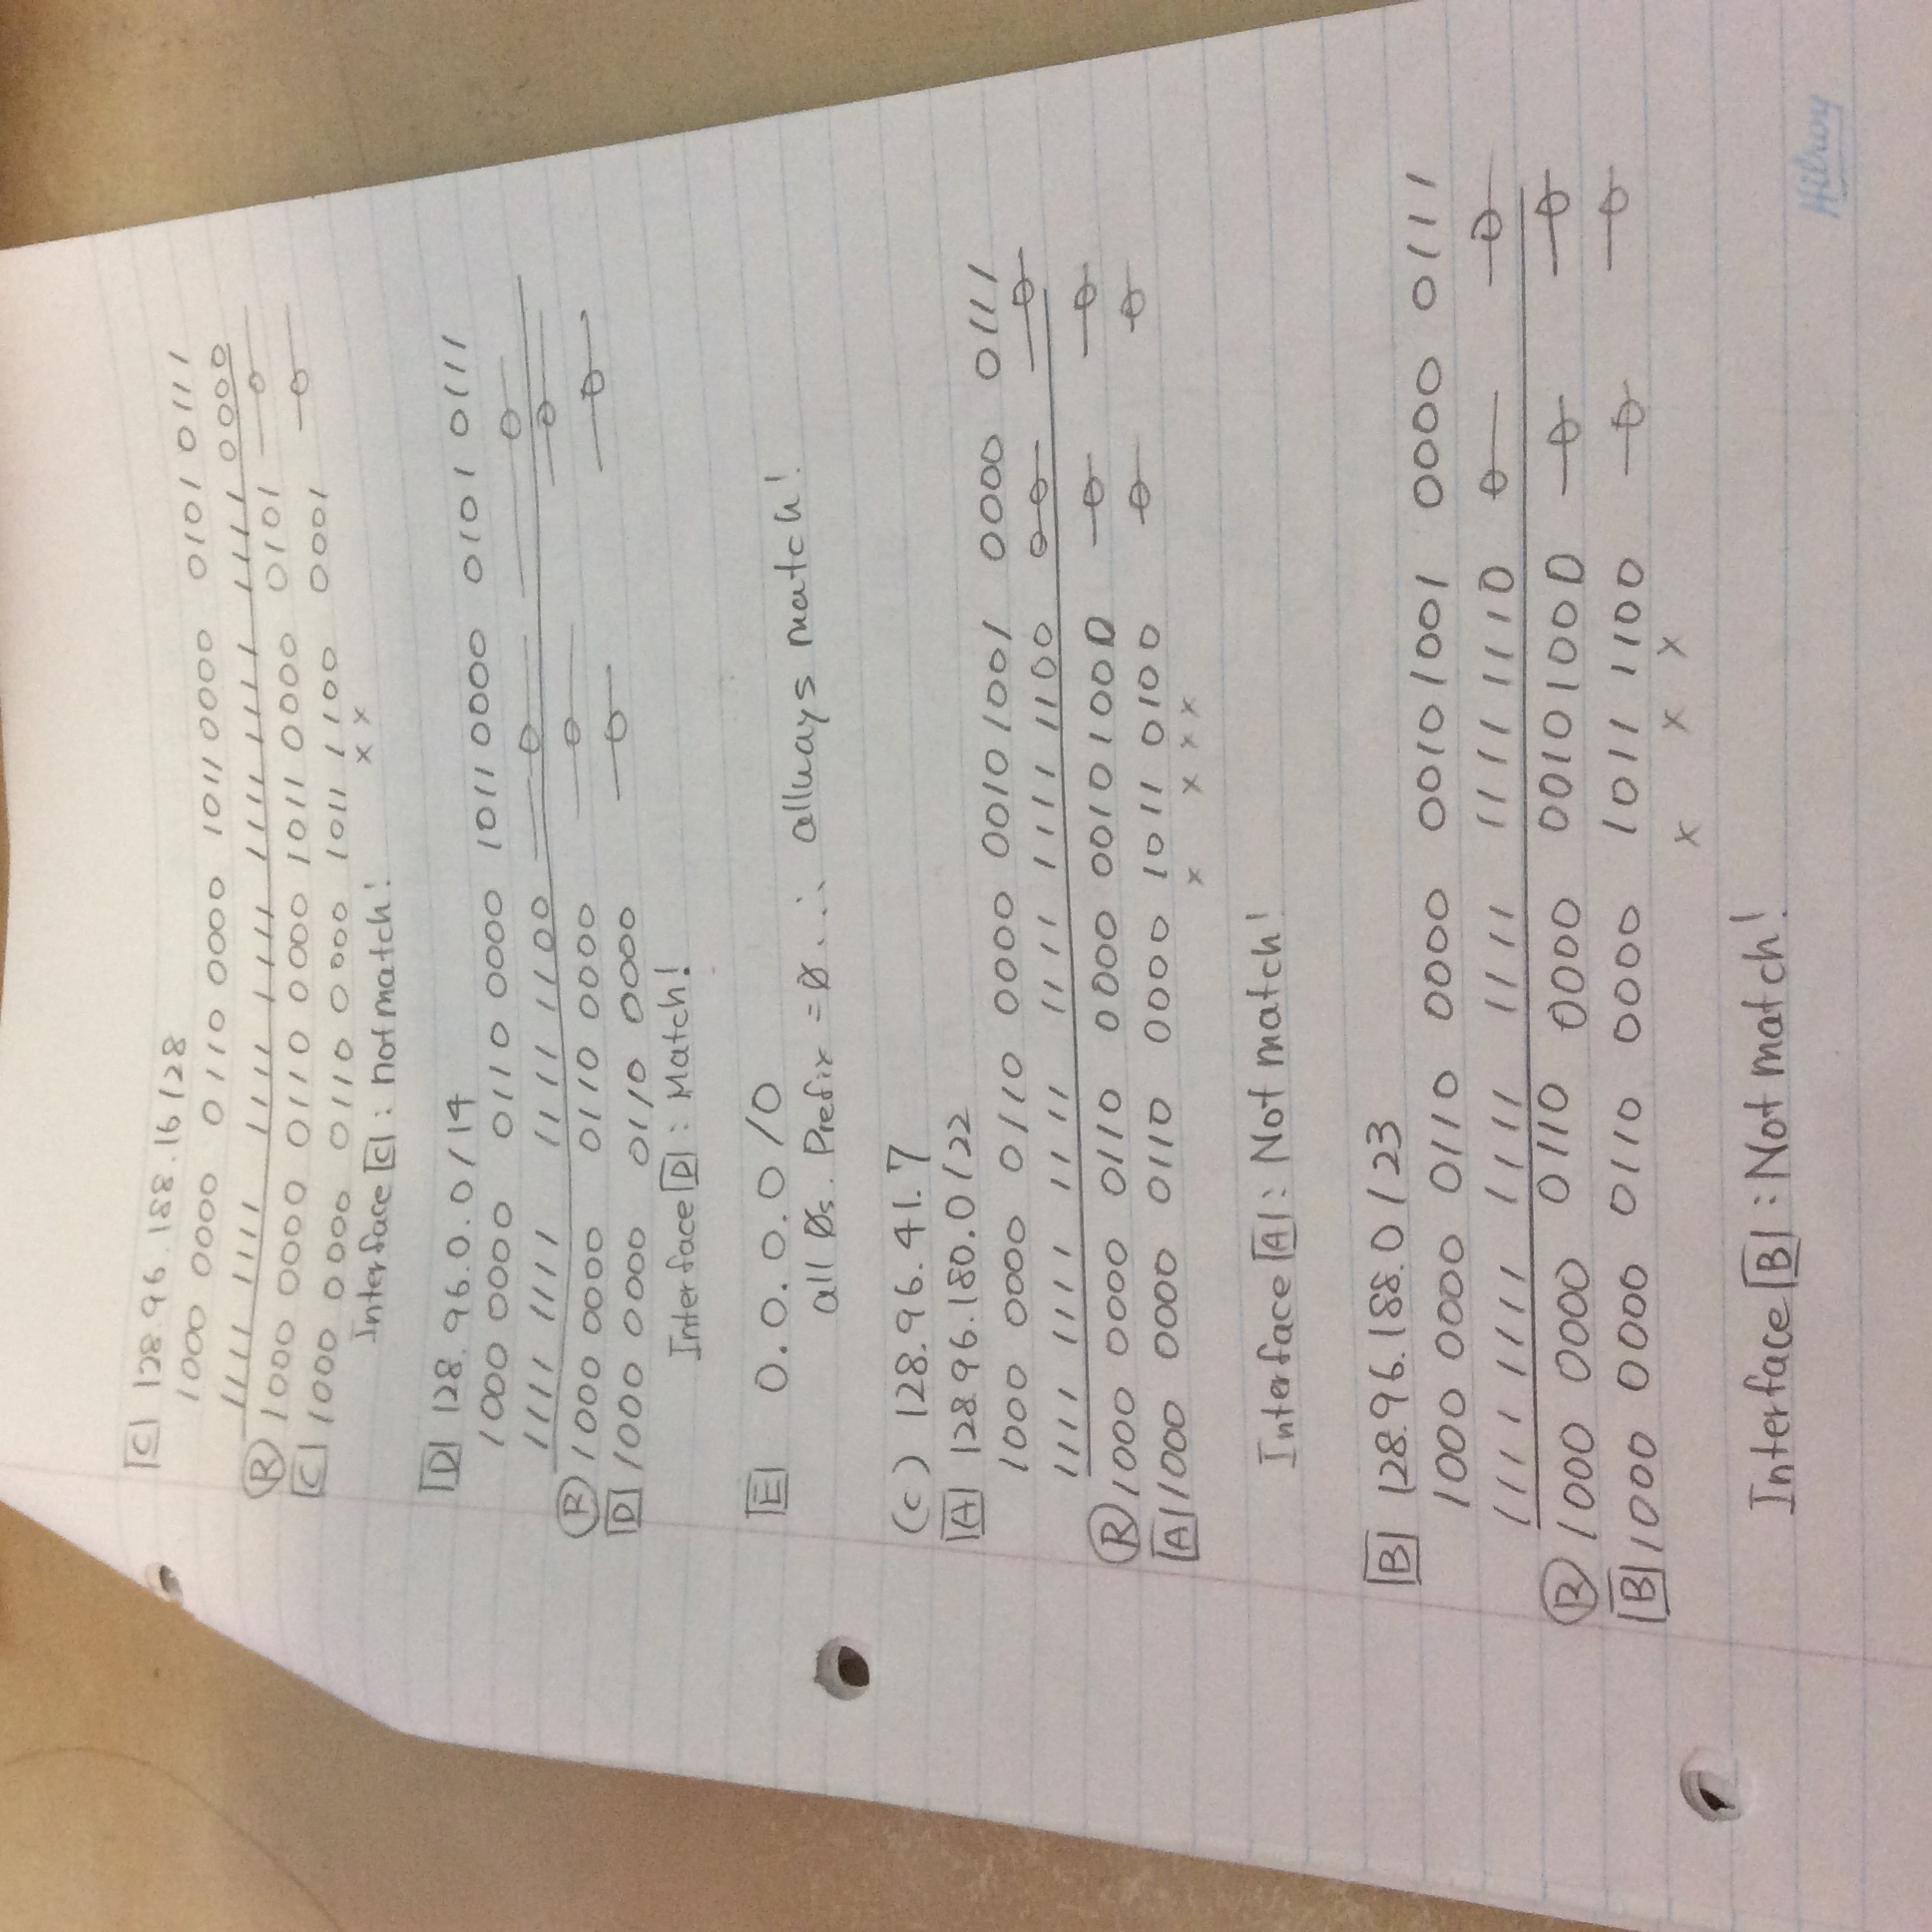 [C] 128.96.188.16/28
1000 0000 0110 0000 1011 0000 0101 0111
1111 1111 1111 1111 1111 1111 1111 0000
(R) 1000 0000 0110 0000 1011 0000 0101 0
[C] 1000 0000 0110 0000 1011 1100 0001 0
x x
Interface [C] : not match!
[D] 128.96.0.0/14
1000 0000 0110 0000 1011 0000 0101 0111
1111 1111 1111 1100 0 0
(R) 1000 0000 0110 0000 0 0
[D] 1000 0000 0110 0000 0 0
Interface [D] : Match!
[E] 0.0.0.0/0
all Øs. Prefix = Ø. ∴ allways match!
(c) 128.96.41.7
[A] 128.96.180.0/22
1000 0000 0110 0000 0010 1001 0000 0111
1111 1111 1111 1111 1111 1100 0 0 0
(R) 1000 0000 0110 0000 0010 1000 0 0
[A] 1000 0000 0110 0000 1011 0100 0 0
x x x x
Interface [A] : Not match!
[B] 128.96.188.0/23
1000 0000 0110 0000 0010 1001 0000 0111
1111 1111 1111 1111 1111 1110 0 0
(R) 1000 0000 0110 0000 0010 1000 0 0
[B] 1000 0000 0110 0000 1011 1100 0 0
x x x
Interface [B] : Not match!
Hilroy